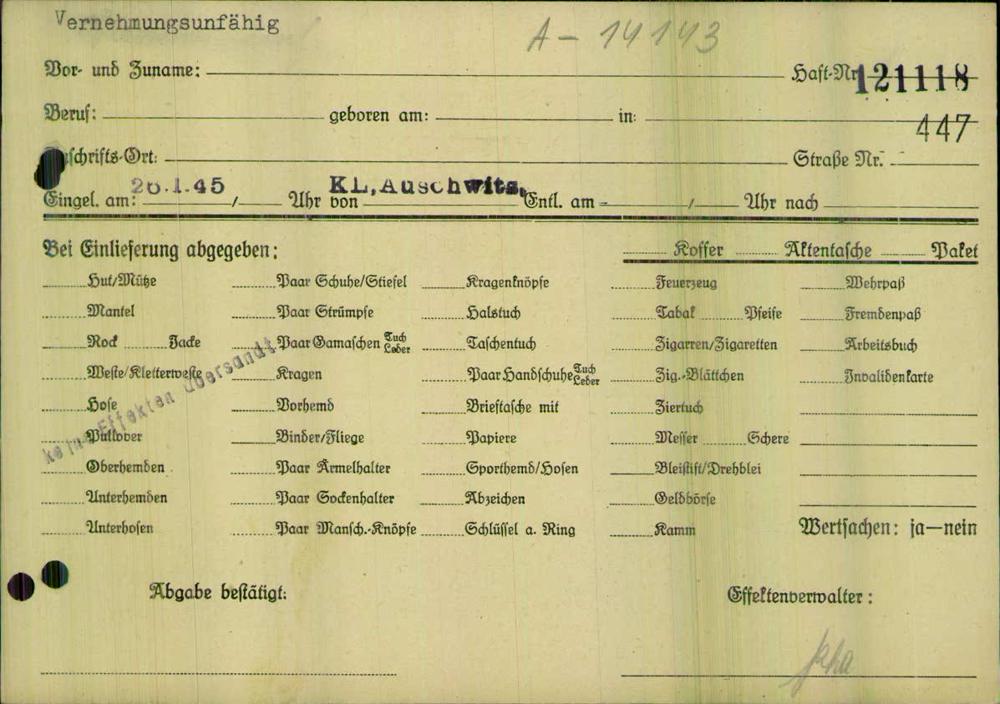 Vernehmungsunfähig
A - 14143
Vor- und Zuname: Haft-Nr. 121118
Beruf: geboren am: in: 447
schrifts-Ort: Straße Nr.
26.1.45 KL. Auschwitz.
Eingel. am: / Uhr von Entl. am - / Uhr nach
Bei Einlieferung abgegeben: Koffer Aktentasche Paket
Hut/Mütze Paar Schuhe/Stiefel Kragenknöpfe Feuerzeug Wehrpaß
Mantel Paar Strümpfe Halstuch Tabak Pfeife Fremdenpaß
Rock Jacke Paar Gamaschen Tuch Leder Taschentuch Zigarren/Zigaretten Arbeitsbuch
Weste/Kletterweste Kragen Paar Handschuhe Tuch Leder Zig.-Blättchen Invalidenkarte
keine Effekten übersandt
Hose Vorhemd Brieftasche mit Ziertuch
Pullover Binder/Fliege Papiere Messer Schere
Oberhemden Paar Ärmelhalter Sporthemd/Hosen Bleistift/Drehblei
Unterhemden Paar Sockenhalter Abzeichen Geldbörse
Unterhosen Paar Mansch.-Knöpfe Schlüssel a. Ring Kamm Wertsachen: ja—nein
Abgabe bestätigt: Effektenverwalter: